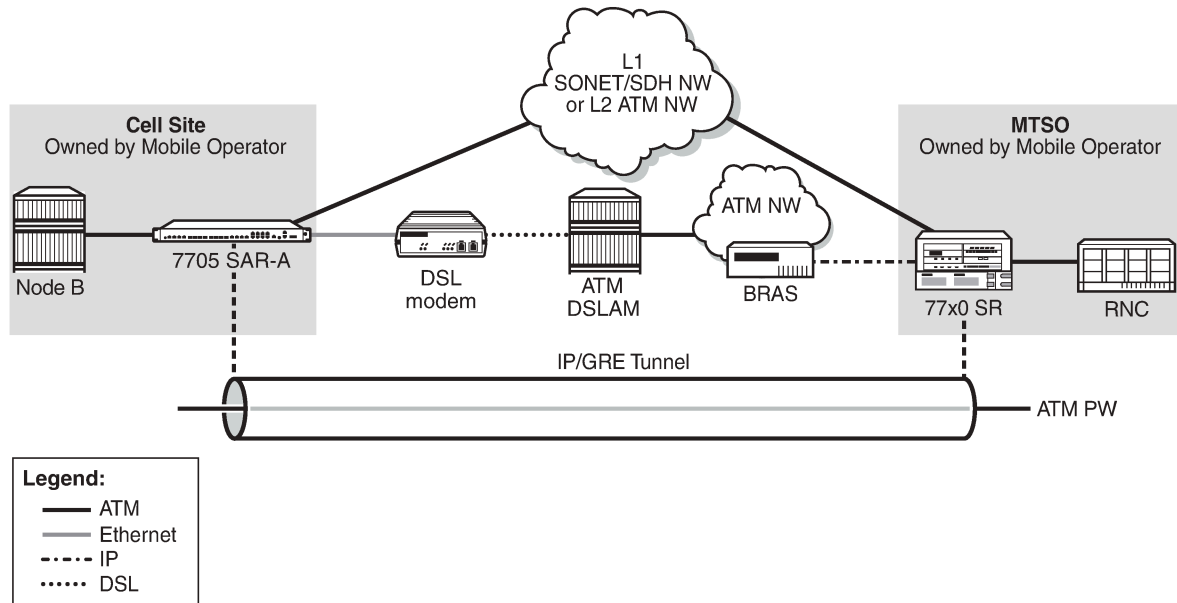 L1
SONET/SDH NW
or L2 ATM NW
Cell Site
Owned by Mobile Operator
MTSO
Owned by Mobile Operator
ATM NW
Node B
7705 SAR-A
DSL
modem
ATM
DSLAM
BRAS
77x0 SR
RNC
IP/GRE Tunnel
ATM PW
Legend:
ATM
Ethernet
IP
DSL